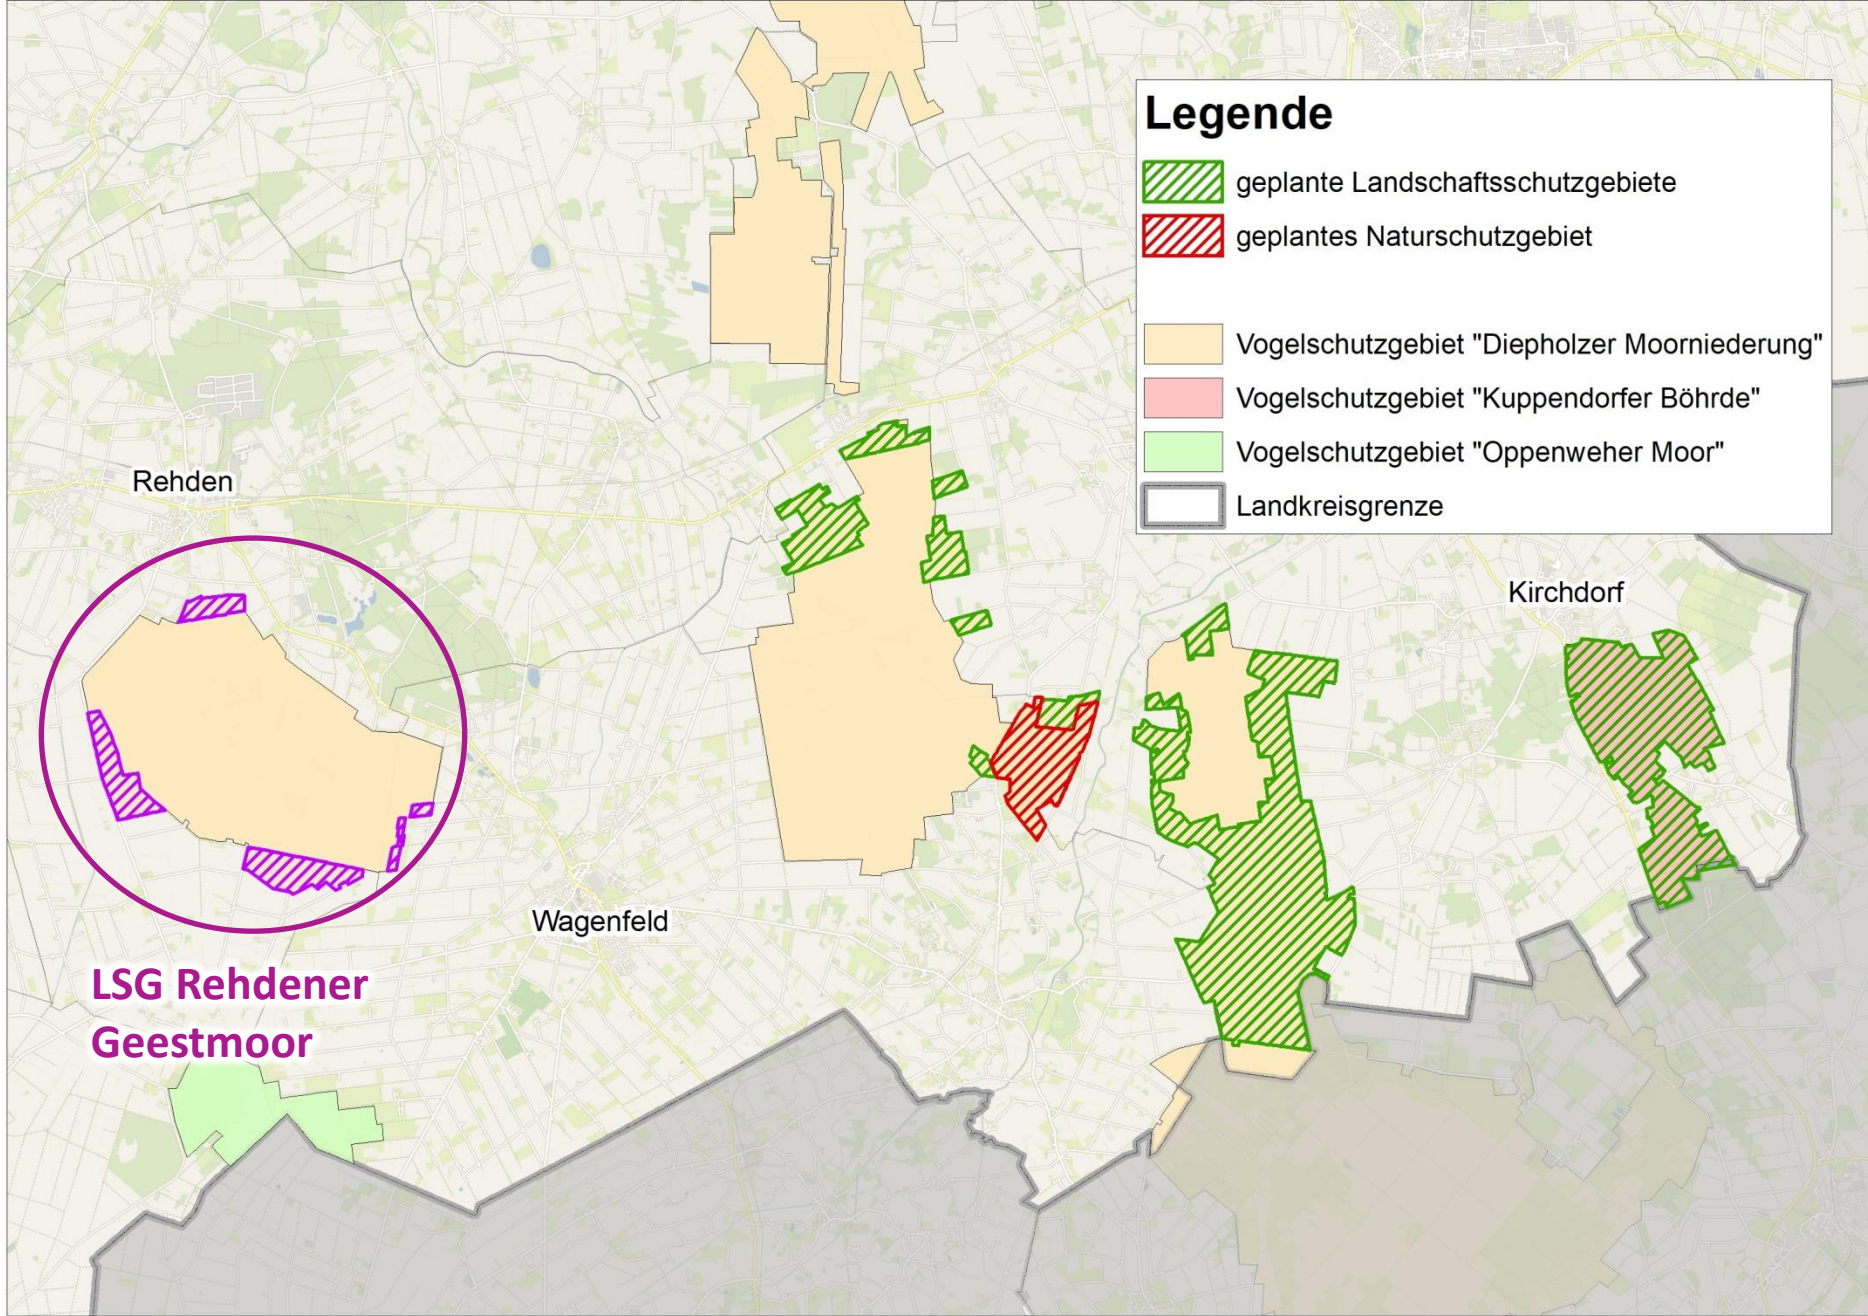 Legende
geplante Landschaftsschutzgebiete
geplantes Naturschutzgebiet
Vogelschutzgebiet "Diepholzer Moorniederung"
Vogelschutzgebiet "Kuppendorfer Böhrde"
Vogelschutzgebiet "Oppenweher Moor"
Landkreisgrenze
Rehden
Kirchdorf
Wagenfeld
LSG Rehdener
Geestmoor